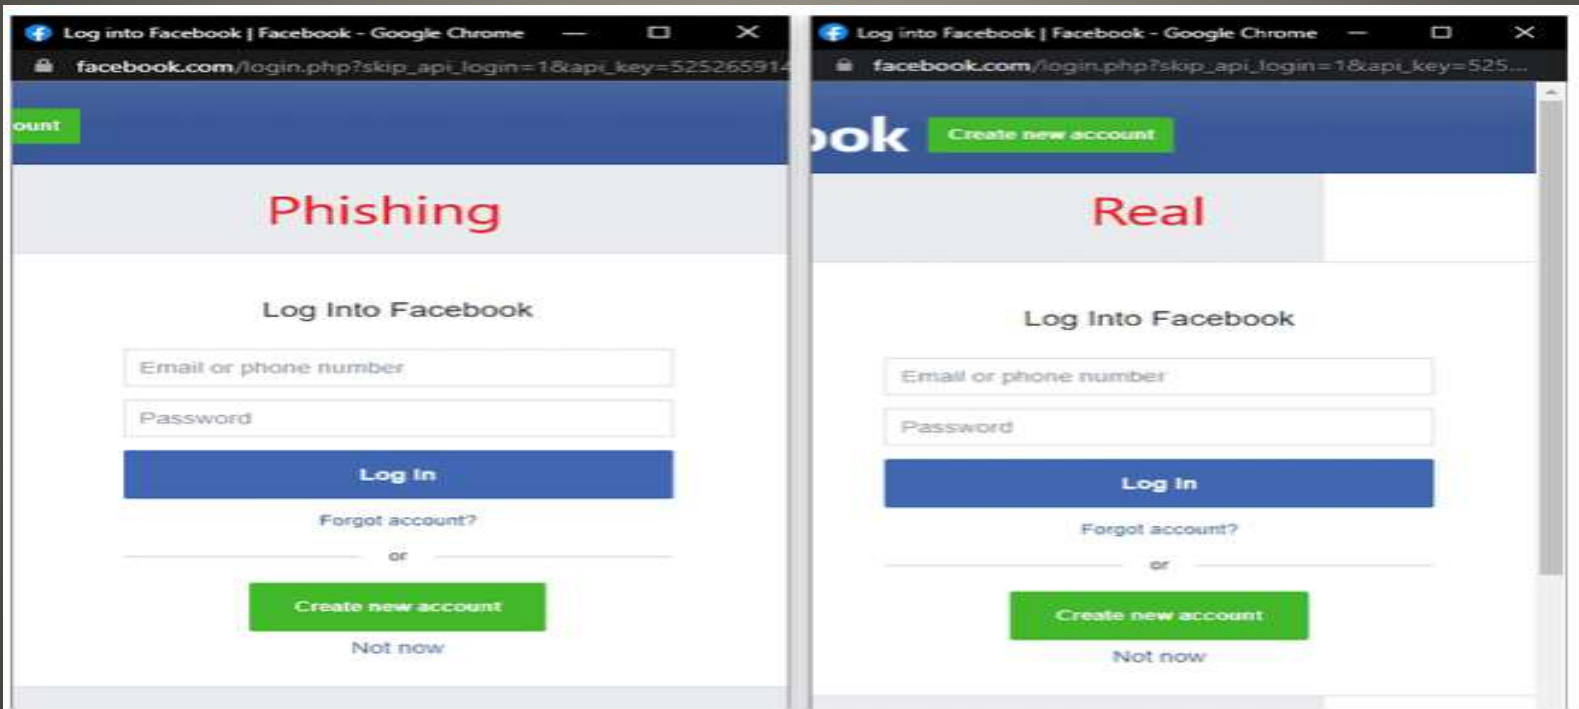 Log into Facebook | Facebook - Google Chrome
facebook.com/login.php?skip_api_login=1&api_key=525265914
ount
Phishing
Log Into Facebook
Email or phone number
Password
Log In
Forgot account?
or
Create new account
Not now
Log into Facebook | Facebook - Google Chrome
facebook.com/login.php?skip_api_login=1&api_key=525...
ook Create new account
Real
Log Into Facebook
Email or phone number
Password
Log In
Forgot account?
or
Create new account
Not now